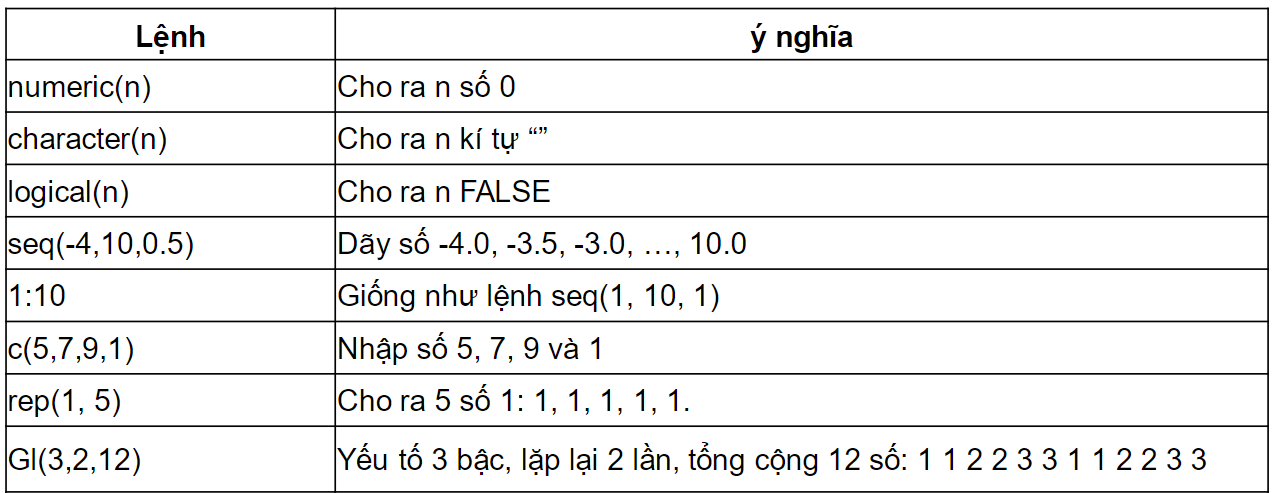 Lệnh ý nghĩa
numeric(n) Cho ra n số 0
character(n) Cho ra n kí tự “”
logical(n) Cho ra n FALSE
seq(-4,10,0.5) Dãy số -4.0, -3.5, -3.0, …, 10.0
1:10 Giống như lệnh seq(1, 10, 1)
c(5,7,9,1) Nhập số 5, 7, 9 và 1
rep(1, 5) Cho ra 5 số 1: 1, 1, 1, 1, 1.
Gl(3,2,12) Yếu tố 3 bậc, lặp lại 2 lần, tổng cộng 12 số: 1 1 2 2 3 3 1 1 2 2 3 3